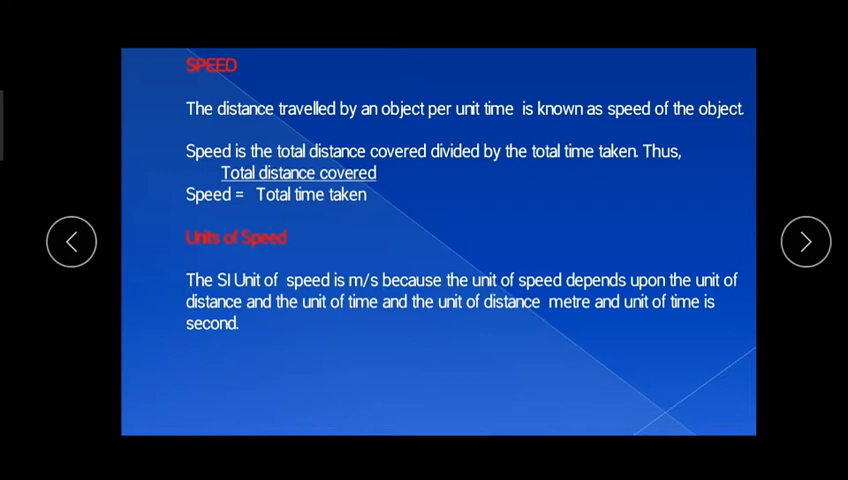 SPEED
The distance travelled by an object per unit time is known as speed of the object.
Speed is the total distance covered divided by the total time taken. Thus,
Total distance covered
Speed = Total time taken
Units of Speed
The SI Unit of speed is m/s because the unit of speed depends upon the unit of
distance and the unit of time and the unit of distance metre and unit of time is
second.